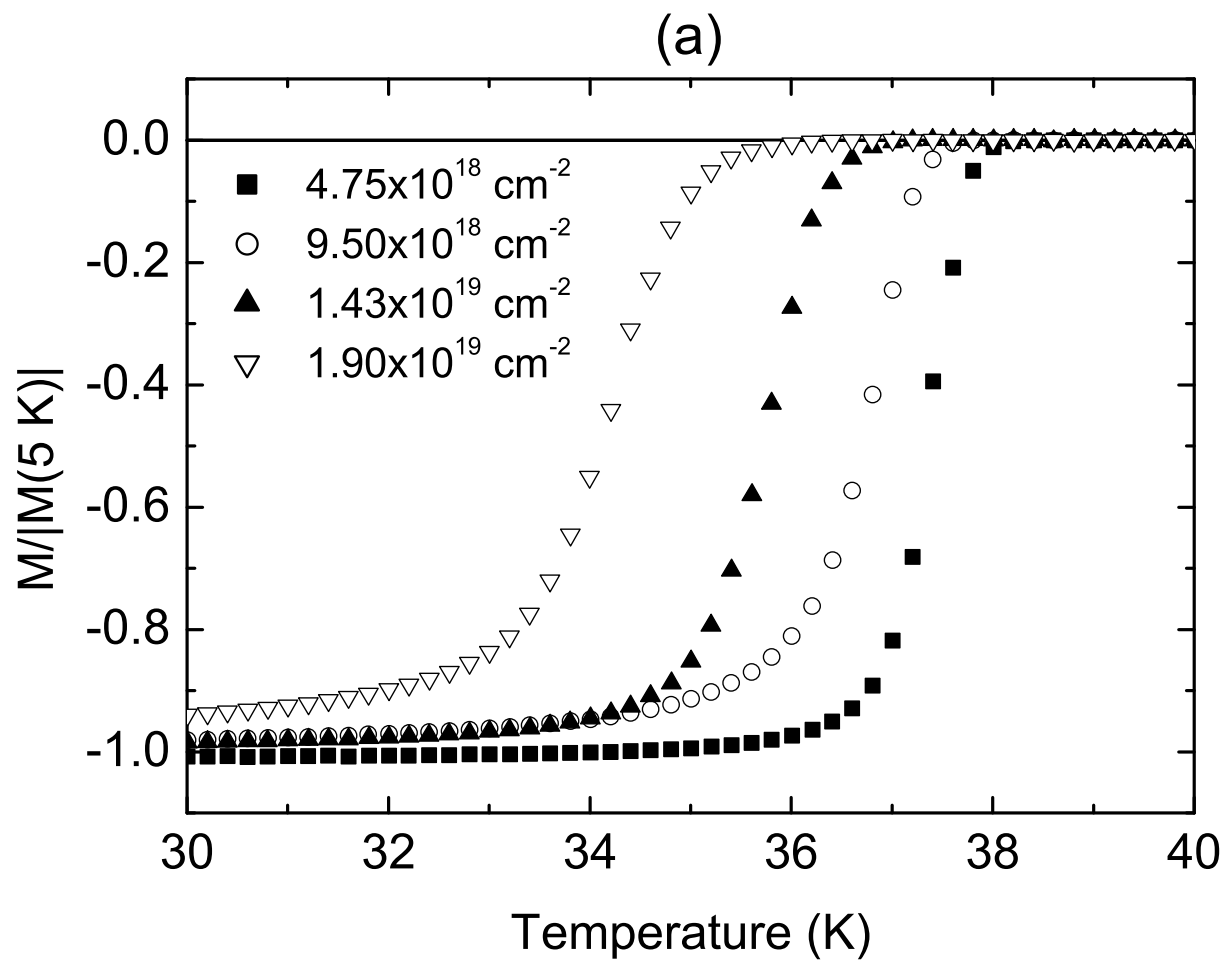 (a)
0.0
-0.2
-0.4
-0.6
-0.8
-1.0
M/|M(5 K)|
4.75x10^18 cm^-2
9.50x10^18 cm^-2
1.43x10^19 cm^-2
1.90x10^19 cm^-2
30 32 34 36 38 40
Temperature (K)